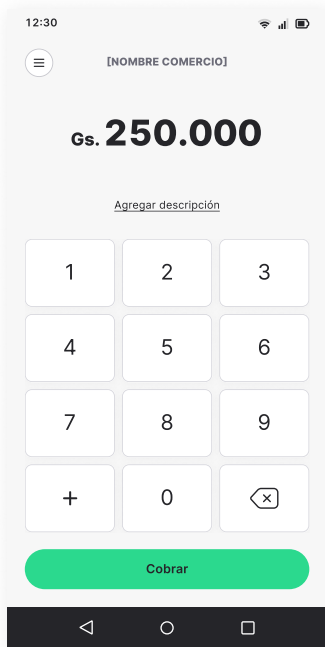 12:30
[NOMBRE COMERCIO]
Gs. 250.000
Agregar descripción
1 2 3
4 5 6
7 8 9
+ 0
Cobrar